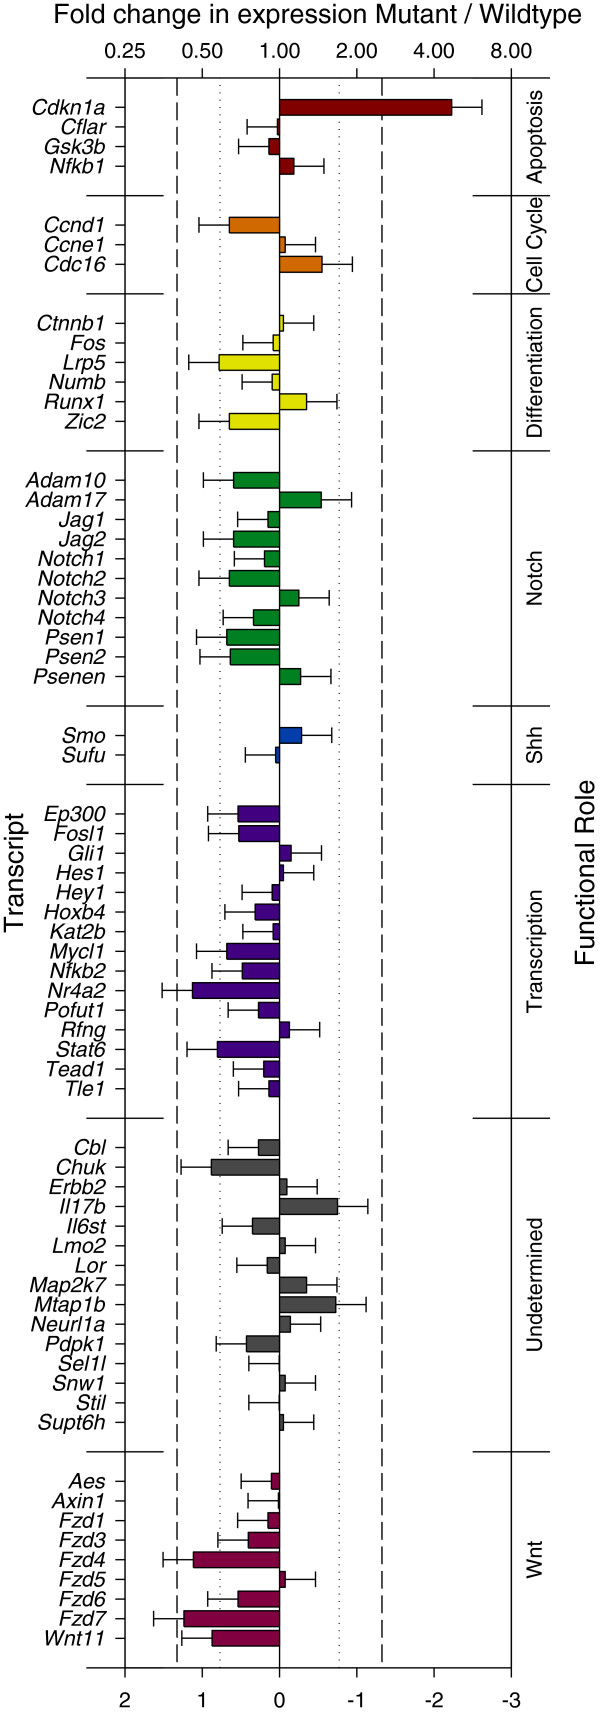 Fold change in expression Mutant / Wildtype
0.25 0.50 1.00 2.00 4.00 8.00
Cdkn1a
Cflar
Gsk3b
Nfkb1
Apoptosis
Ccnd1
Ccne1
Cdc16
Cell Cycle
Ctnnb1
Fos
Lrp5
Numb
Runx1
Zic2
Differentiation
Adam10
Adam17
Jag1
Jag2
Notch1
Notch2
Notch3
Notch4
Psen1
Psen2
Psenen
Notch
Smo
Sufu
Shh
Ep300
Fosl1
Gli1
Hes1
Hey1
Hoxb4
Kat2b
Mycl1
Nfkb2
Nr4a2
Pofut1
Rfng
Stat6
Tead1
Tle1
Transcription
Cbl
Chuk
Erbb2
Il17b
Il6st
Lmo2
Lor
Map2k7
Mtap1b
Neurl1a
Pdpk1
Sel1l
Snw1
Stil
Supt6h
Undetermined
Aes
Axin1
Fzd1
Fzd3
Fzd4
Fzd5
Fzd6
Fzd7
Wnt11
Wnt
2 1 0 -1 -2 -3
Transcript
Functional Role